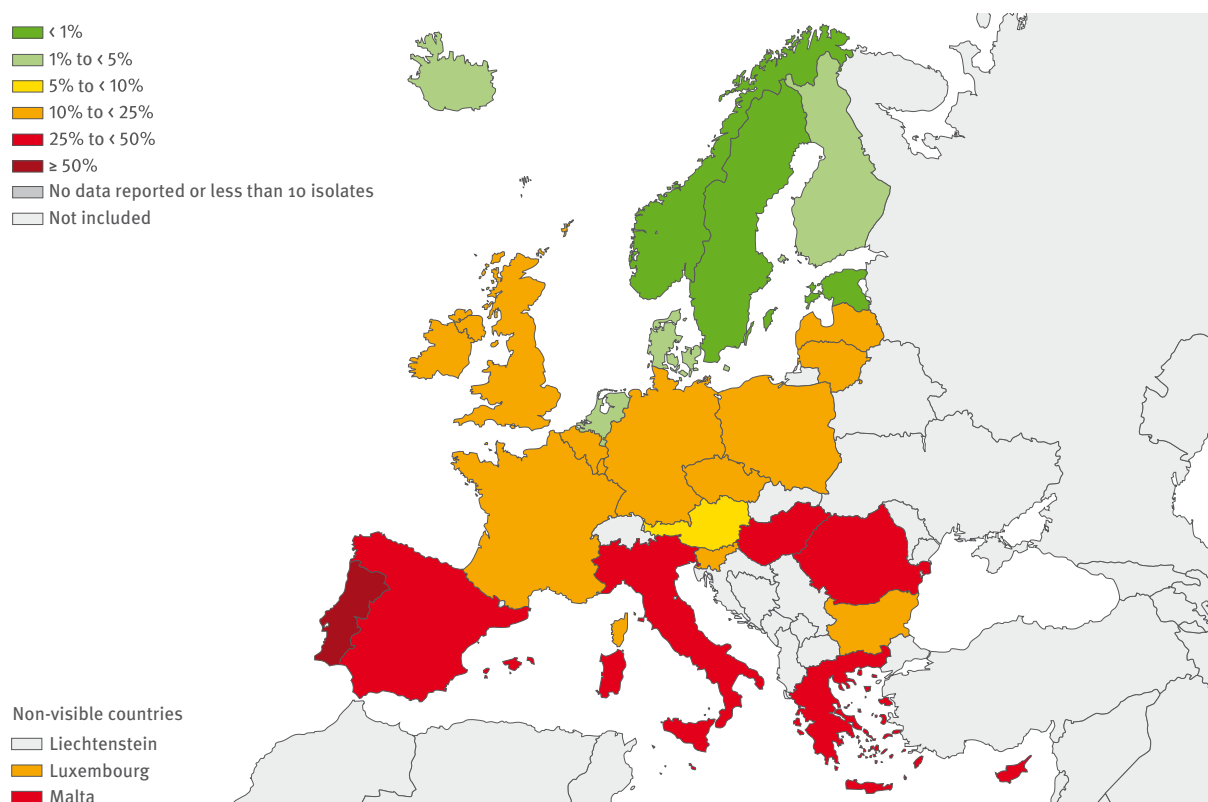 < 1%
1% to < 5%
5% to < 10%
10% to < 25%
25% to < 50%
≥ 50%
No data reported or less than 10 isolates
Not included
Non-visible countries
Liechtenstein
Luxembourg
Malta